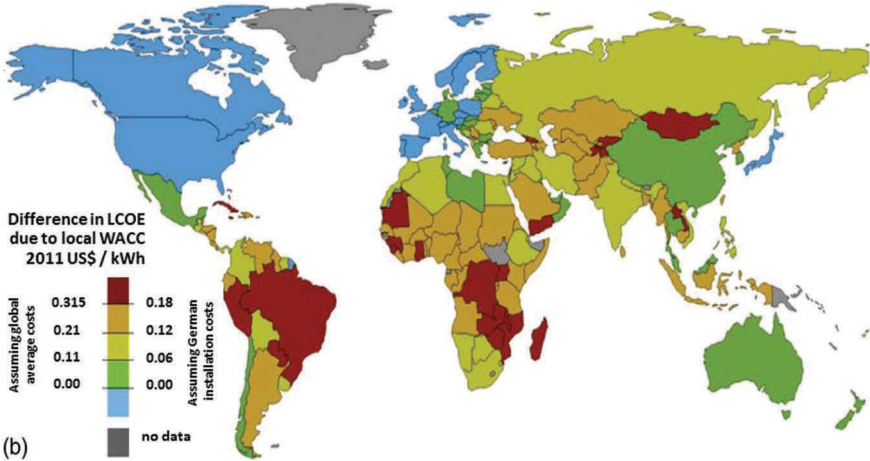 Difference in LCOE
due to local WACC
2011 US$ / kWh
Assuming global
average costs
0.315
0.21
0.11
0.00
0.18
0.12
0.06
0.00
Assuming German
installation costs
no data
(b)